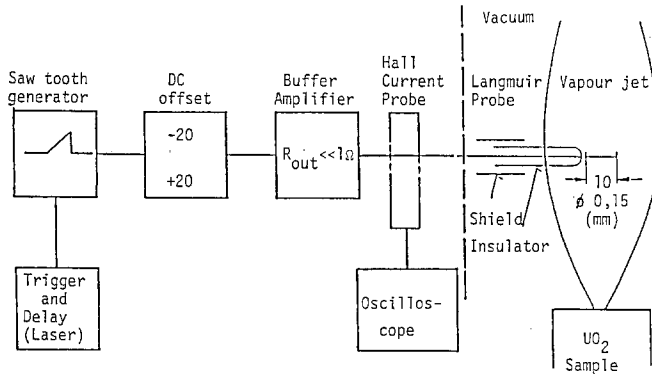 Vacuum
Saw tooth
generator
DC
offset
Buffer
Amplifier
Hall
Current
Probe
Langmuir
Probe
Vapour jet
-20
+20
Rout<<1Ω
10
ø 0,15
(mm)
Shield
Insulator
Trigger
and
Delay
(Laser)
Oscillos-
cope
UO2
Sample